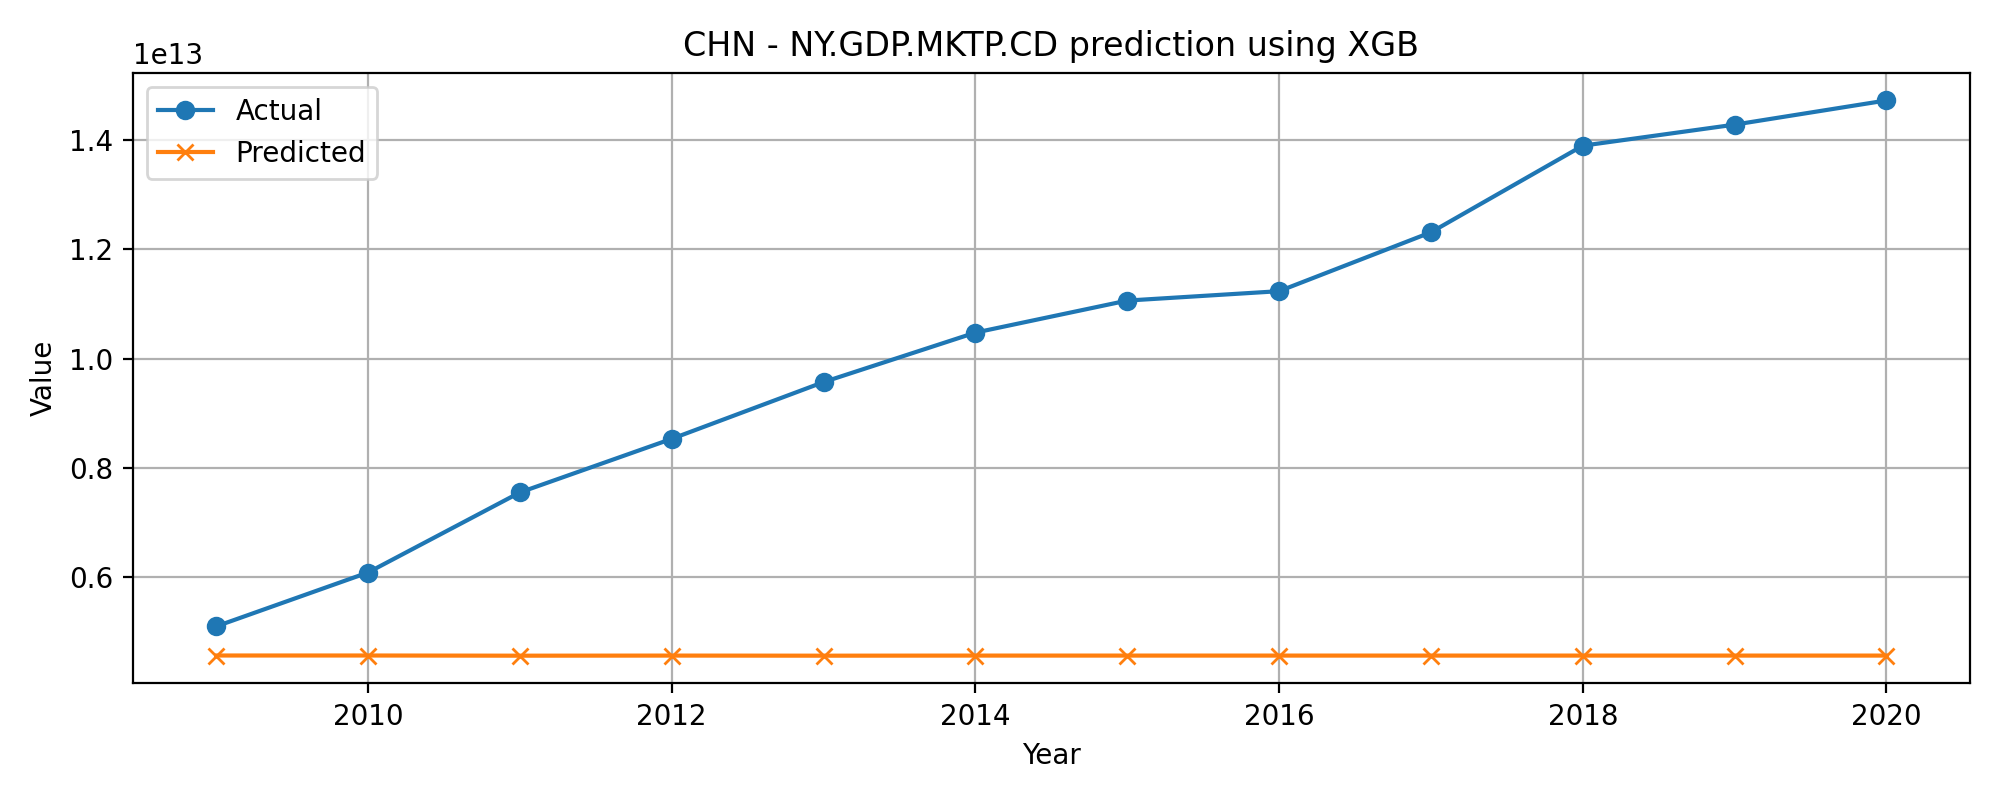 CHN - NY.GDP.MKTP.CD prediction using XGB
1e13
Actual
Predicted
1.4
1.2
1.0
0.8
0.6
Value
2010 2012 2014 2016 2018 2020
Year